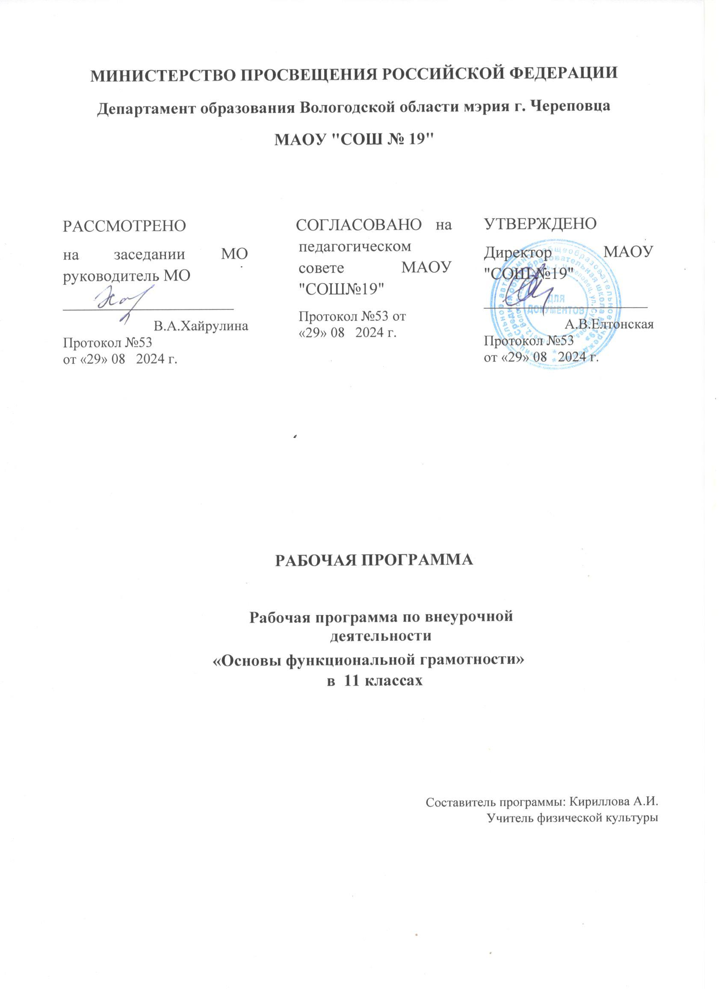 МИНИСТЕРСТВО ПРОСВЕЩЕНИЯ РОССИЙСКОЙ ФЕДЕРАЦИИ
Департамент образования Вологодской области мэрия г. Череповца
МАОУ "СОШ № 19"
РАССМОТРЕНО
на заседании МО
руководитель МО
В.А.Хайрулина
Протокол №53
от «29» 08 2024 г.
СОГЛАСОВАНО на
педагогическом
совете МАОУ
"СОШ№19"
Протокол №53 от
«29» 08 2024 г.
УТВЕРЖДЕНО
Директор МАОУ
"СОШ №19"
ДЛЯ
ДОКУМЕНТОВ
А.В.Елтонская
Протокол №53
от «29» 08 2024 г.
РАБОЧАЯ ПРОГРАММА
Рабочая программа по внеурочной
деятельности
«Основы функциональной грамотности»
в 11 классах
Составитель программы: Кириллова А.И.
Учитель физической культуры